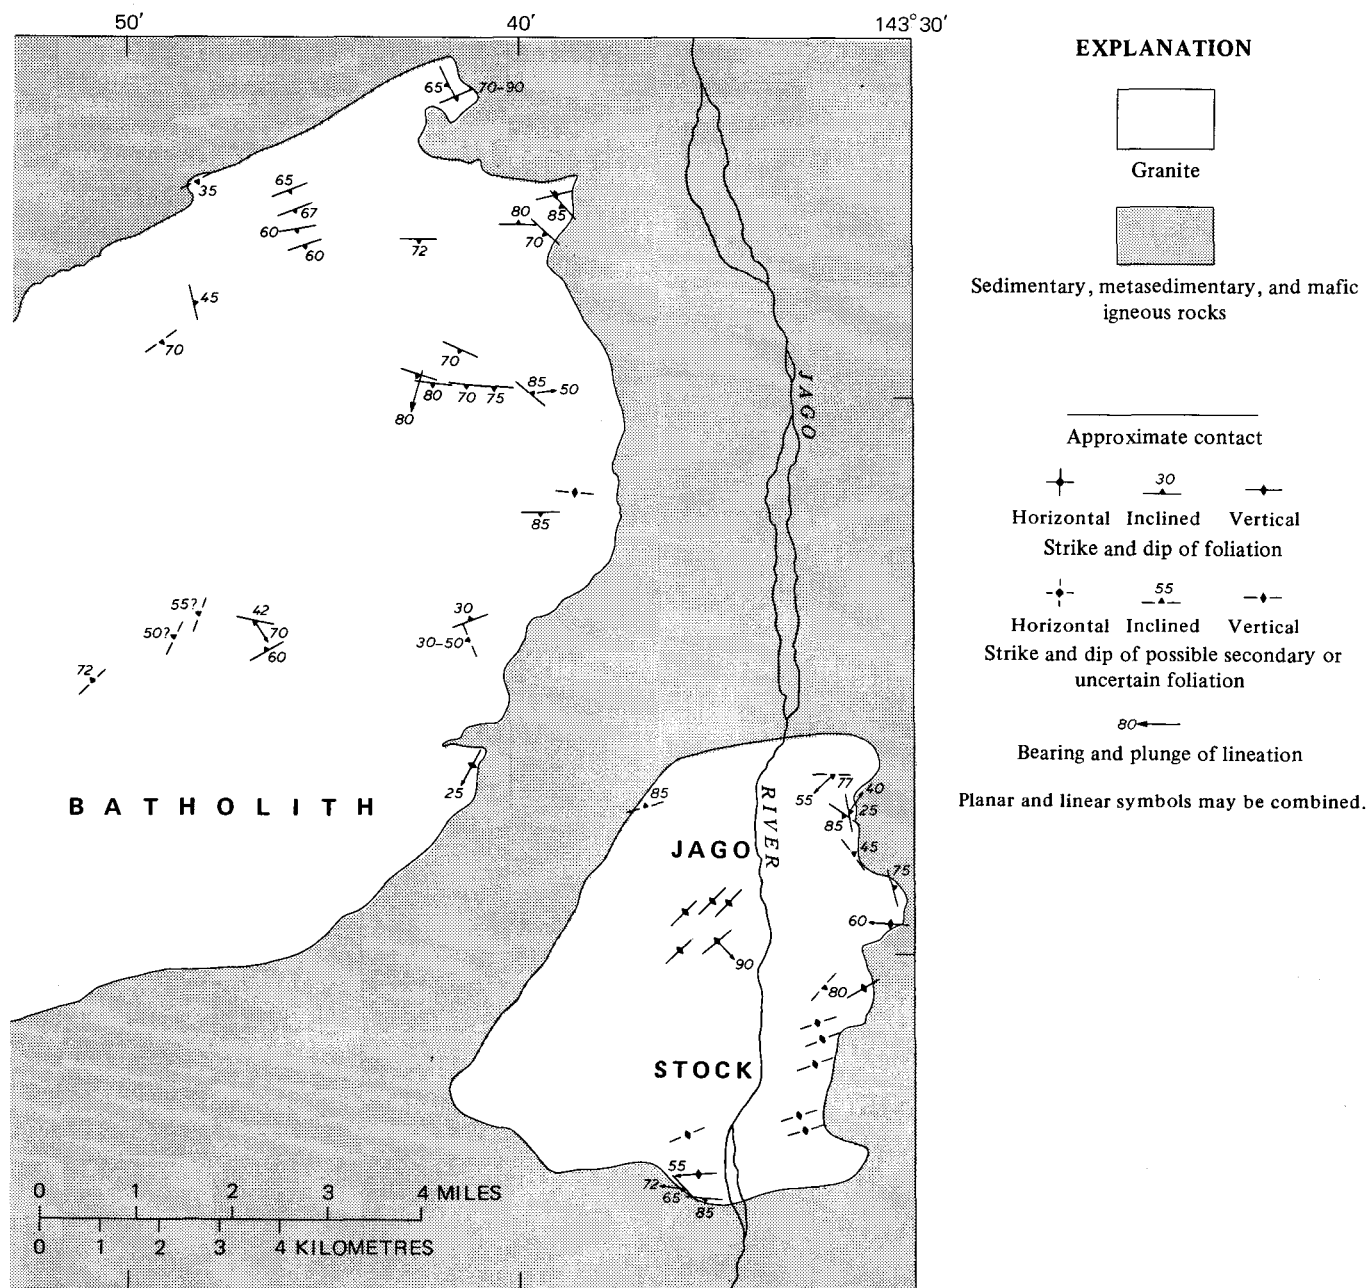 50'
40'
143°30'
65
70–90
35
65
67
60
60
72
80
85
70
45
70
70
80
80
70
75
85
50
85
55?
50?
42
70
60
72
30
30–50
25
BATHOLITH
JAGO
RIVER
85
55
77
40
25
85
45
75
60
90
80
JAGO
STOCK
55
72
65
85
0 1 2 3 4 MILES
0 1 2 3 4 KILOMETRES
EXPLANATION
Granite
Sedimentary, metasedimentary, and mafic
igneous rocks
Approximate contact
30
Horizontal Inclined Vertical
Strike and dip of foliation
55
Horizontal Inclined Vertical
Strike and dip of possible secondary or
uncertain foliation
80
Bearing and plunge of lineation
Planar and linear symbols may be combined.